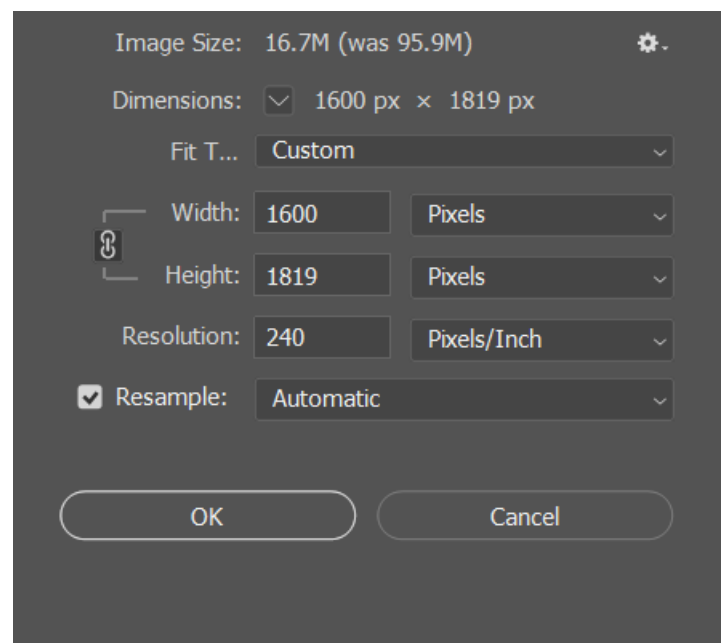 Image Size: 16.7M (was 95.9M)
Dimensions: 1600 px × 1819 px
Fit T... Custom
Width: 1600 Pixels
Height: 1819 Pixels
Resolution: 240 Pixels/Inch
Resample: Automatic
OK Cancel